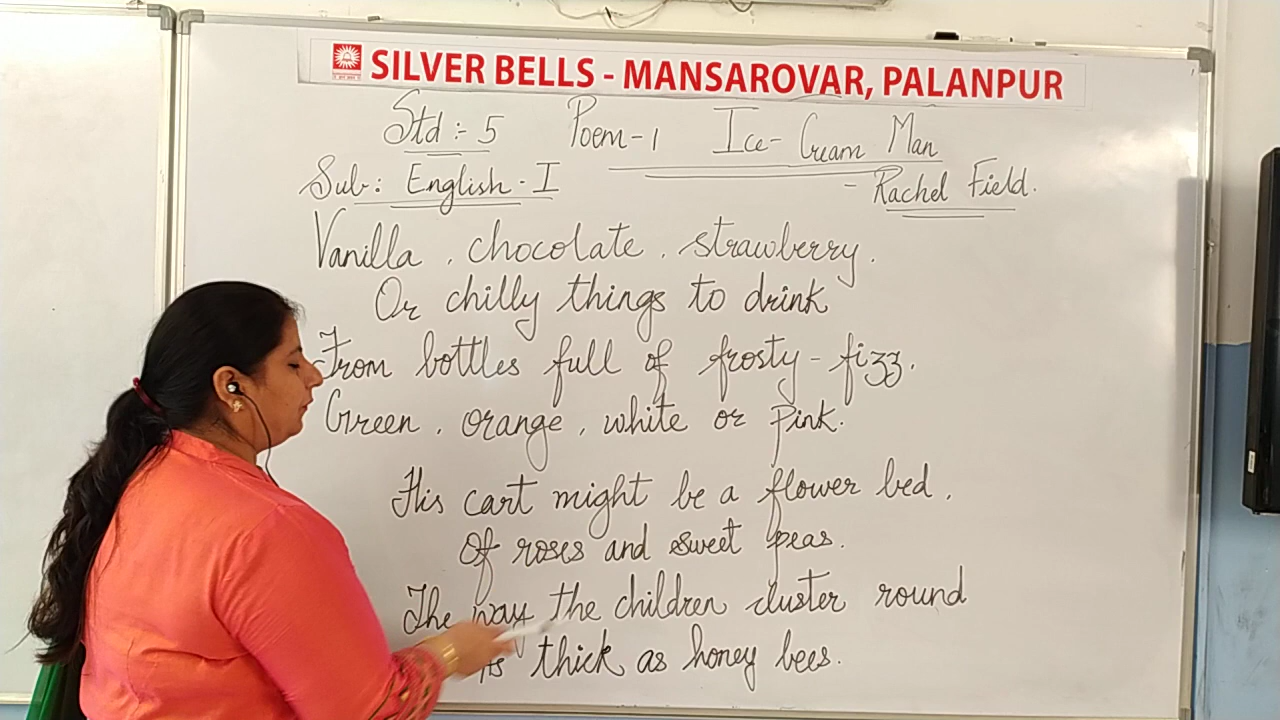 SILVER BELLS - MANSAROVAR, PALANPUR
Std :- 5 Poem-1 Ice-Cream Man
Sub: English-I - Rachel Field.
Vanilla, chocolate, strawberry.
Or chilly things to drink
From bottles full of frosty-fizz.
Green, orange, white or pink.
His cart might be a flower bed.
Of roses and sweet peas.
The way the children cluster round
As thick as honey bees.